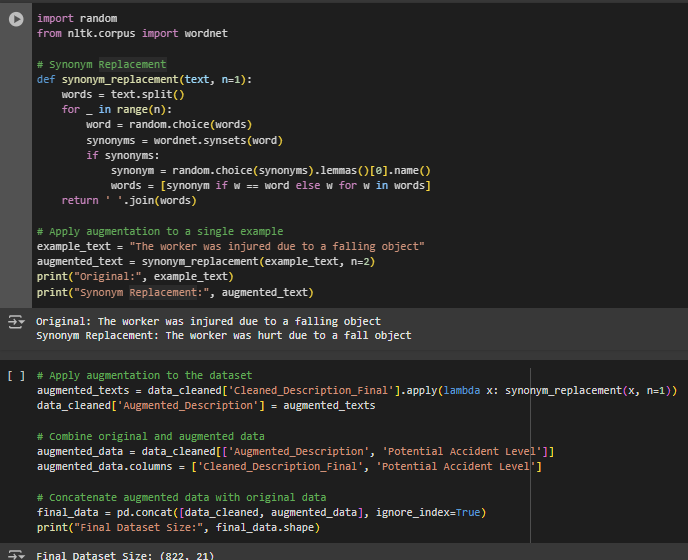 import random
from nltk.corpus import wordnet
# Synonym Replacement
def synonym_replacement(text, n=1):
    words = text.split()
    for _ in range(n):
        word = random.choice(words)
        synonyms = wordnet.synsets(word)
        if synonyms:
            synonym = random.choice(synonyms).lemmas()[0].name()
            words = [synonym if w == word else w for w in words]
    return ' '.join(words)
# Apply augmentation to a single example
example_text = "The worker was injured due to a falling object"
augmented_text = synonym_replacement(example_text, n=2)
print("Original:", example_text)
print("Synonym Replacement:", augmented_text)
Original: The worker was injured due to a falling object
Synonym Replacement: The worker was hurt due to a fall object
[ ] # Apply augmentation to the dataset
augmented_texts = data_cleaned['Cleaned_Description_Final'].apply(lambda x: synonym_replacement(x, n=1))
data_cleaned['Augmented_Description'] = augmented_texts
# Combine original and augmented data
augmented_data = data_cleaned[['Augmented_Description', 'Potential Accident Level']]
augmented_data.columns = ['Cleaned_Description_Final', 'Potential Accident Level']
# Concatenate augmented data with original data
final_data = pd.concat([data_cleaned, augmented_data], ignore_index=True)
print("Final Dataset Size:", final_data.shape)
Final Dataset Size: (822, 21)